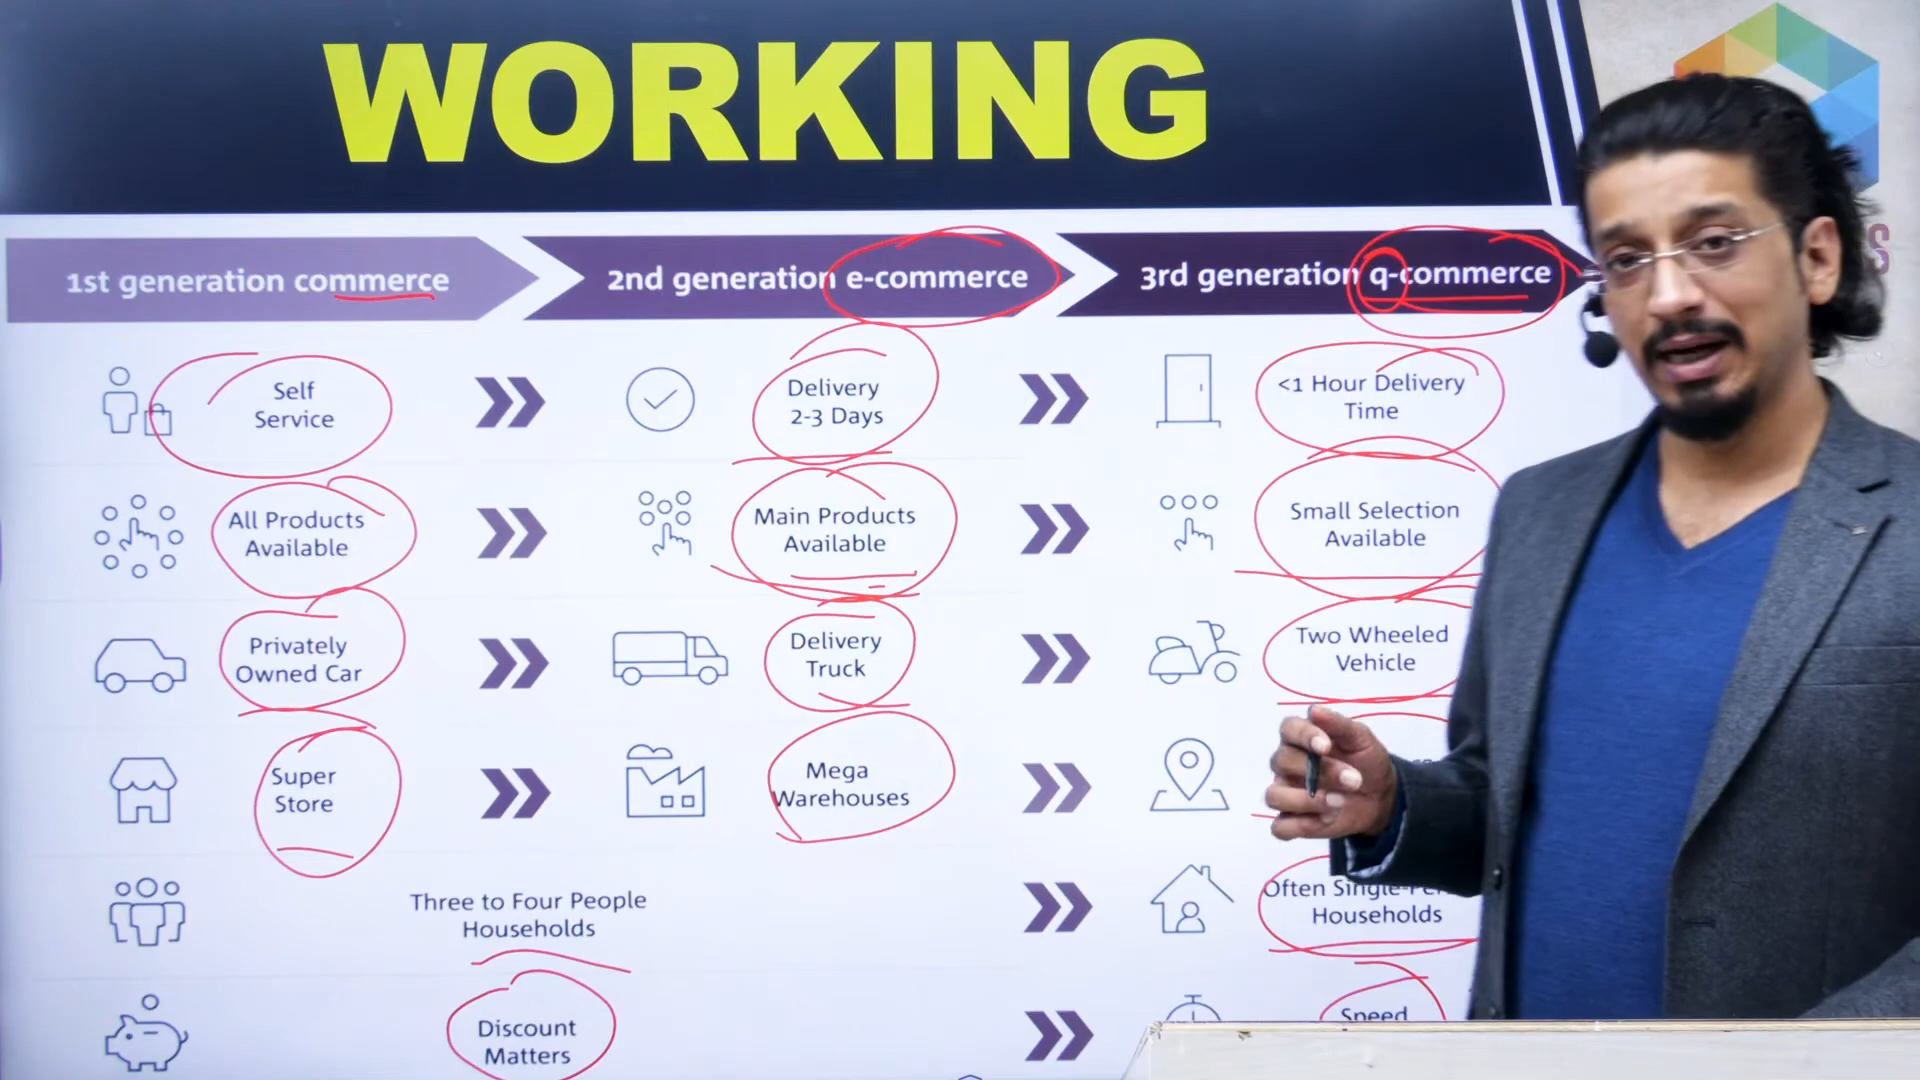 WORKING
1st generation commerce
2nd generation e-commerce
3rd generation q-commerce
Self
Service
Delivery
2-3 Days
<1 Hour Delivery
Time
All Products
Available
Main Products
Available
Small Selection
Available
Privately
Owned Car
Delivery
Truck
Two Wheeled
Vehicle
Super
Store
Mega
Warehouses
Three to Four People
Households
Often
Households
Discount
Matters
Speed